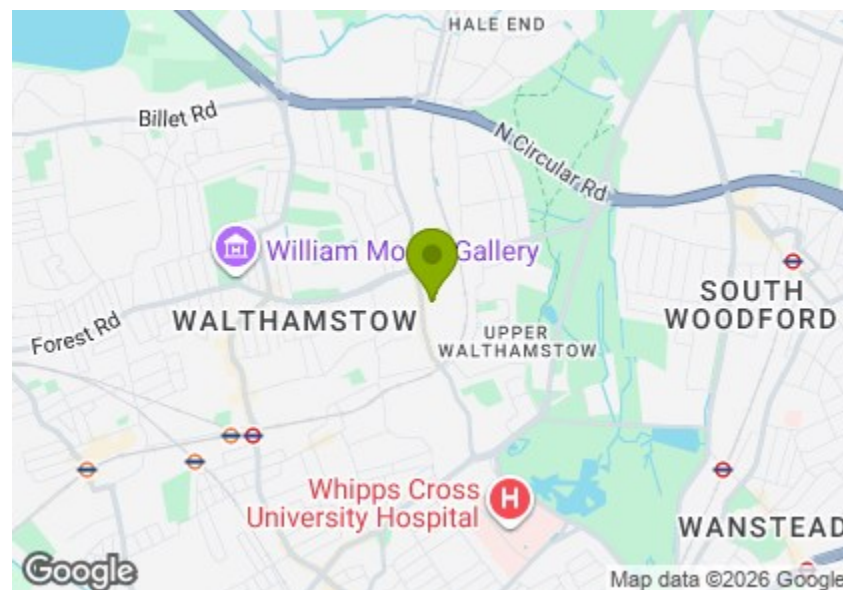 HALE END
Billet Rd
N Circular Rd
William Mo
Gallery
SOUTH
WOODFORD
Forest Rd
WALTHAMSTOW
UPPER
WALTHAMSTOW
Whipps Cross
University Hospital
H
WANSTEAD
Google
Map data ©2026 Google